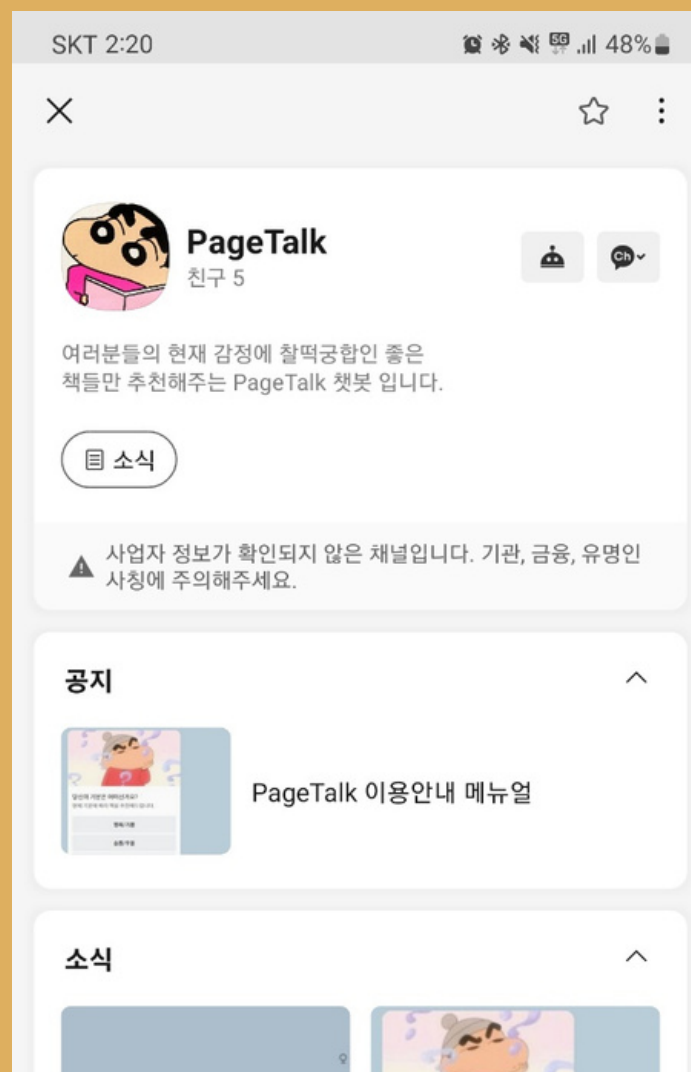 SKT 2:20
5G
48%
PageTalk
Ch
친구 5
여러분들의 현재 감정에 찰떡궁합인 좋은
책들만 추천해주는 PageTalk 챗봇 입니다.
소식
사업자 정보가 확인되지 않은 채널입니다. 기관, 금융, 유명인
사칭에 주의해주세요.
공지
PageTalk 이용안내 메뉴얼
소식